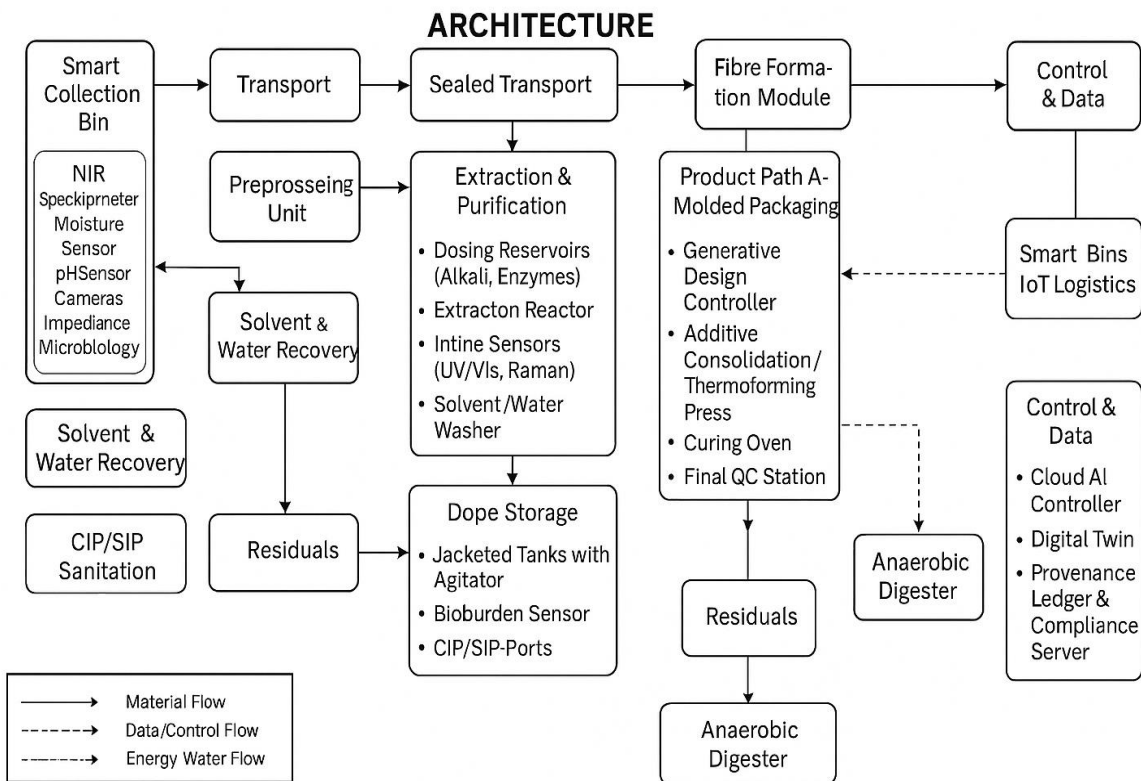 ARCHITECTURE
Smart
Collection
Bin
NIR
Speckiprneter
Moisture
Sensor
pHSensor
Cameras
Impedance
Microblology
Transport
Sealed Transport
Fibre Forma-
tion Module
Control
& Data
Preprosseing
Unit
Extraction &
Purification
• Dosing Reservoirs
(Alkali, Enzymes)
• Extracton Reactor
• Intine Sensors
(UV/VIs, Raman)
• Solvent/Water
Washer
Product Path A-
Molded Packaging
• Generative
Design
Controller
• Additive
Consolidation/
Thermoforming
Press
• Curing Oven
• Final QC Station
Smart Bins
IoT Logistics
Solvent &
Water Recovery
Solvent &
Water Recovery
CIP/SIP
Sanitation
Residuals
Dope Storage
• Jacketed Tanks with
Agitator
• Bioburden Sensor
• CIP/SIP-Ports
Residuals
Anaerobic
Digester
Anaerobic
Digester
Control &
Data
• Cloud AI
Controller
• Digital Twin
• Provenance
Ledger &
Compliance
Server
Material Flow
Data/Control Flow
Energy Water Flow